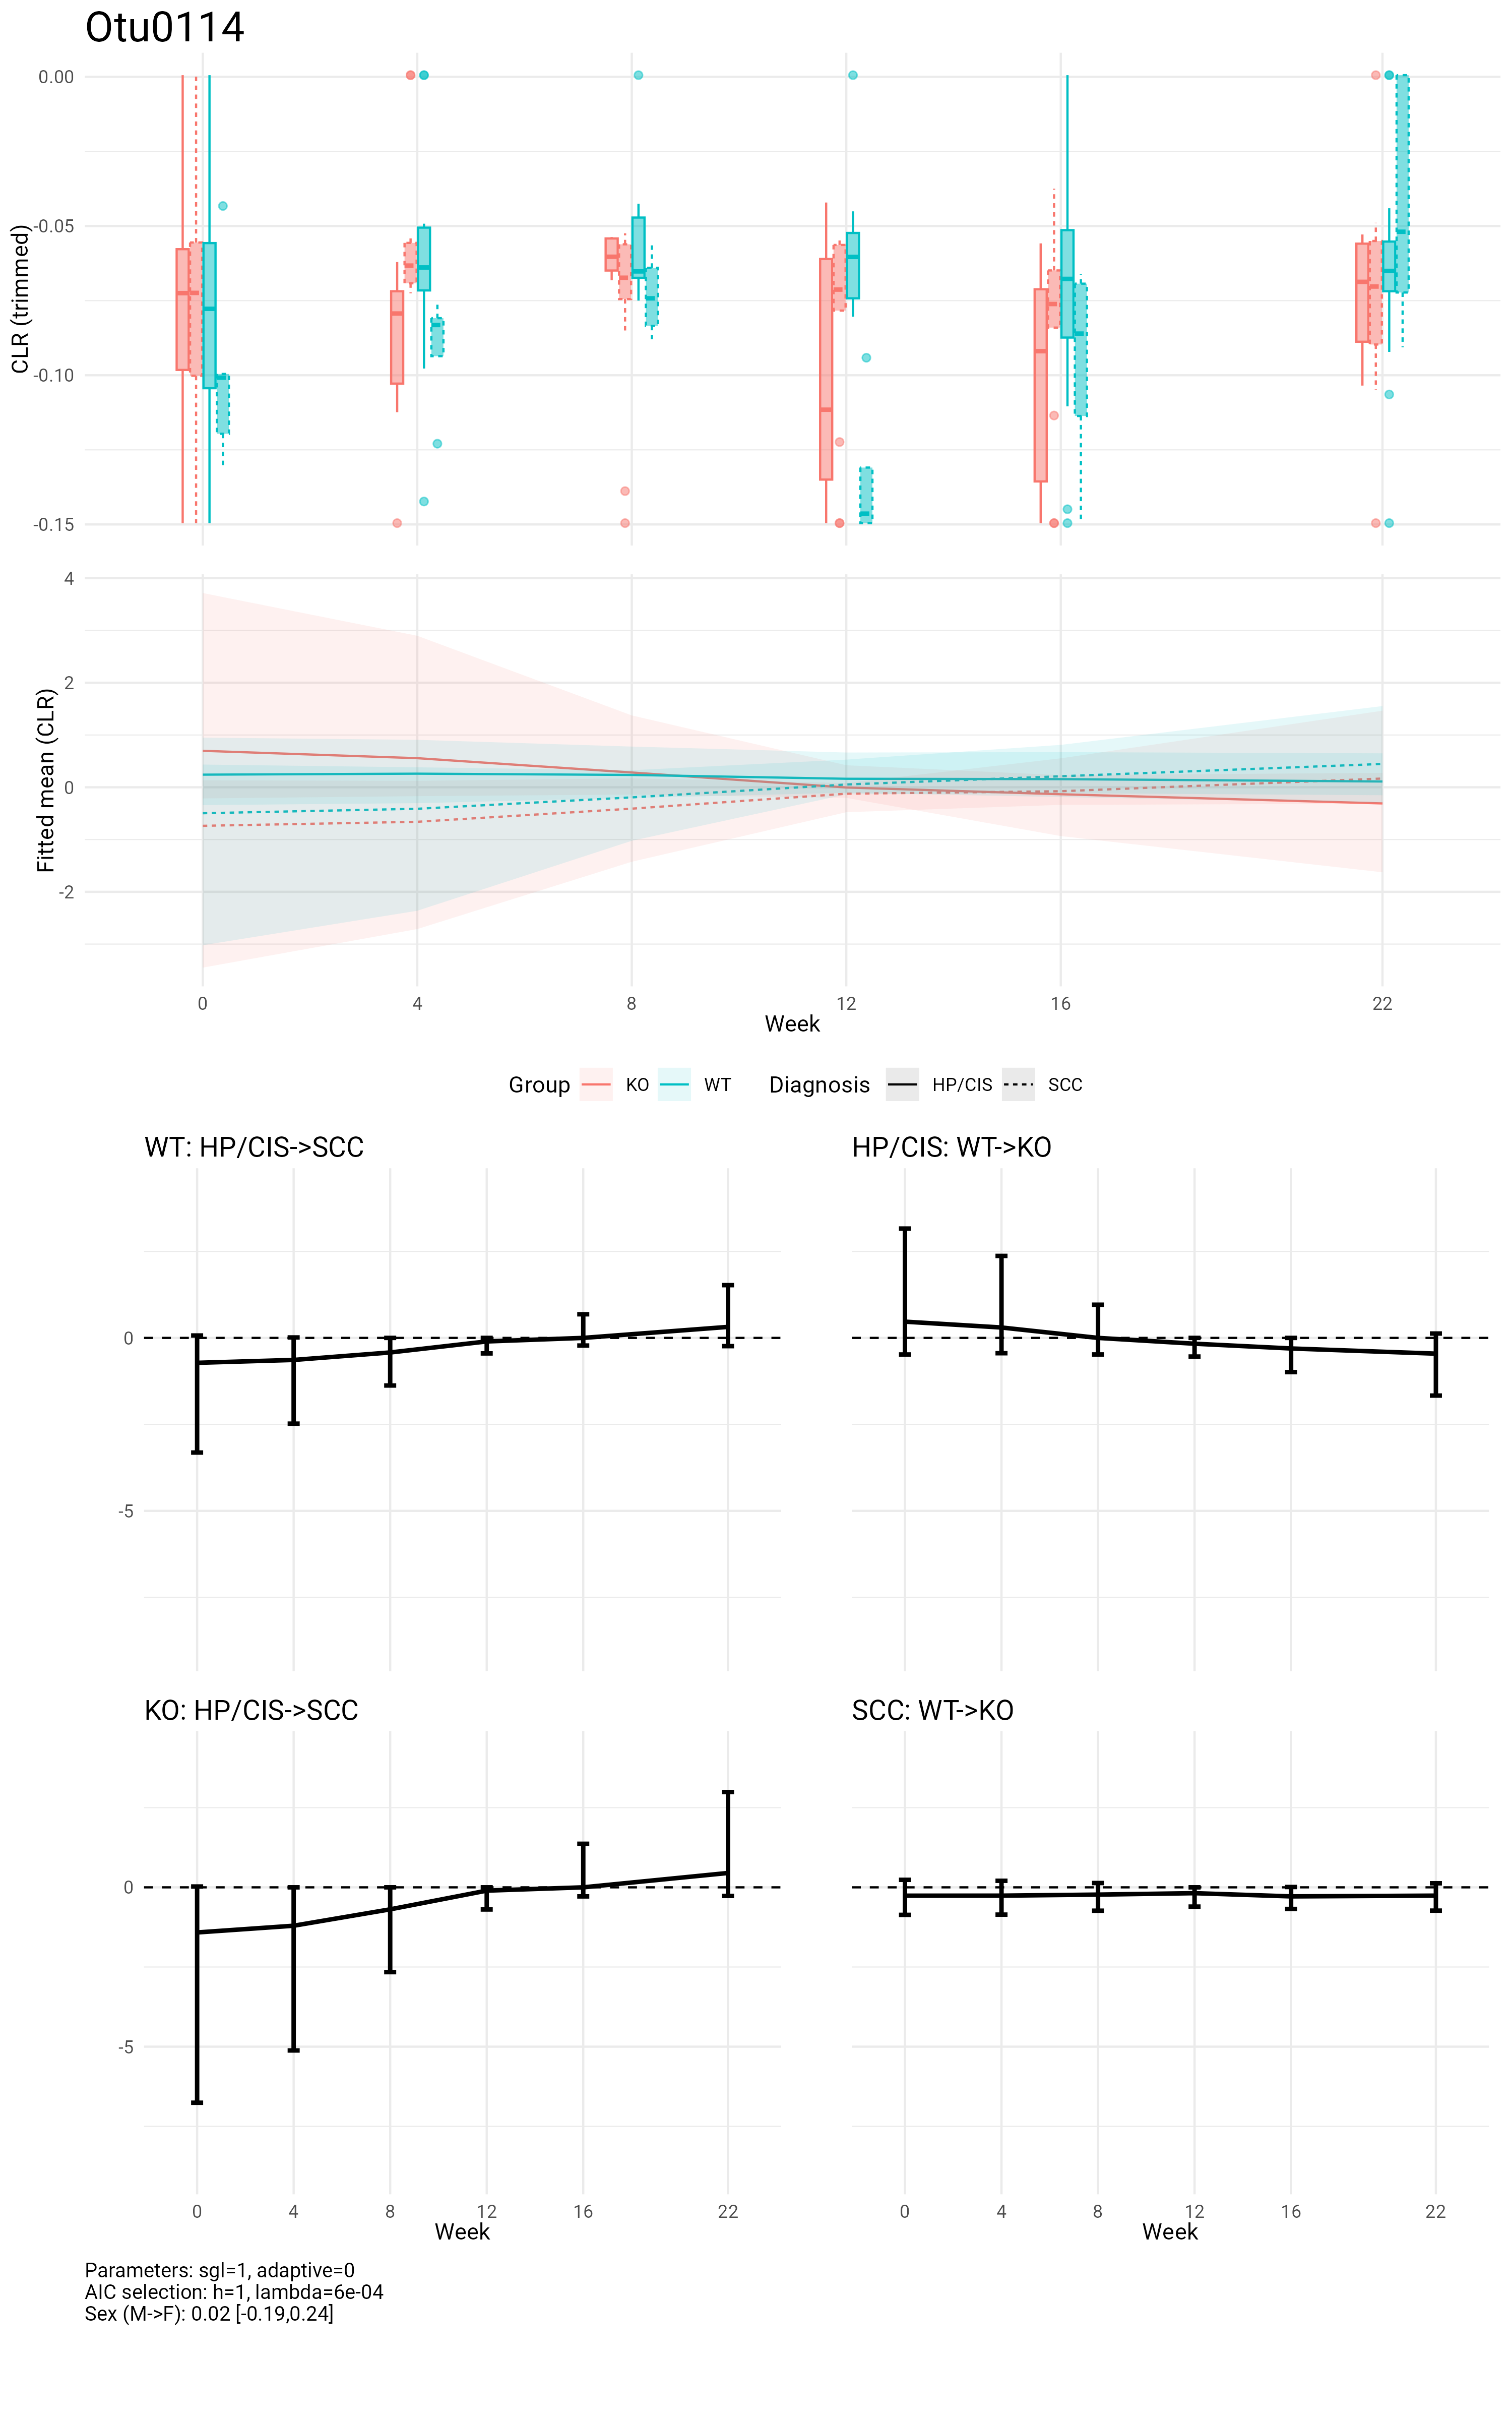 Otu0114
CLR (trimmed)
0.00
-0.05
-0.10
-0.15
Fitted mean (CLR)
4
2
0
-2
0 4 8 12 16 22
Week
Group KO WT Diagnosis HP/CIS SCC
WT: HP/CIS->SCC
HP/CIS: WT->KO
0
-5
KO: HP/CIS->SCC
SCC: WT->KO
0
-5
0 4 8 12 16 22
0 4 8 12 16 22
Week
Week
Parameters: sgl=1, adaptive=0
AIC selection: h=1, lambda=6e-04
Sex (M->F): 0.02 [-0.19,0.24]